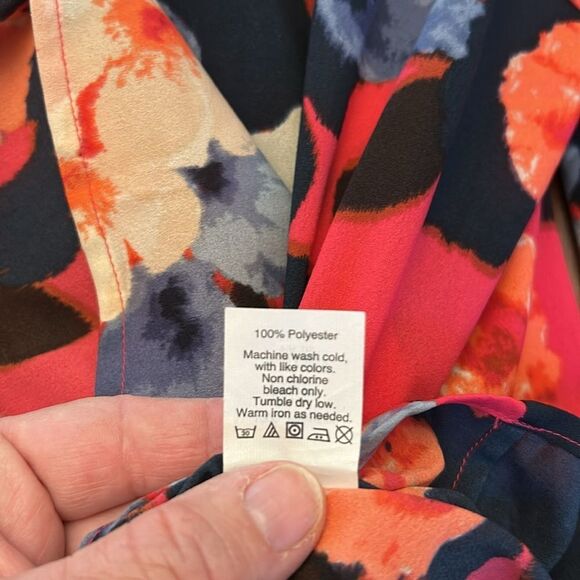 100% Polyester
Machine wash cold,
with like colors.
Non chlorine
bleach only.
Tumble dry low.
Warm iron as needed.
30